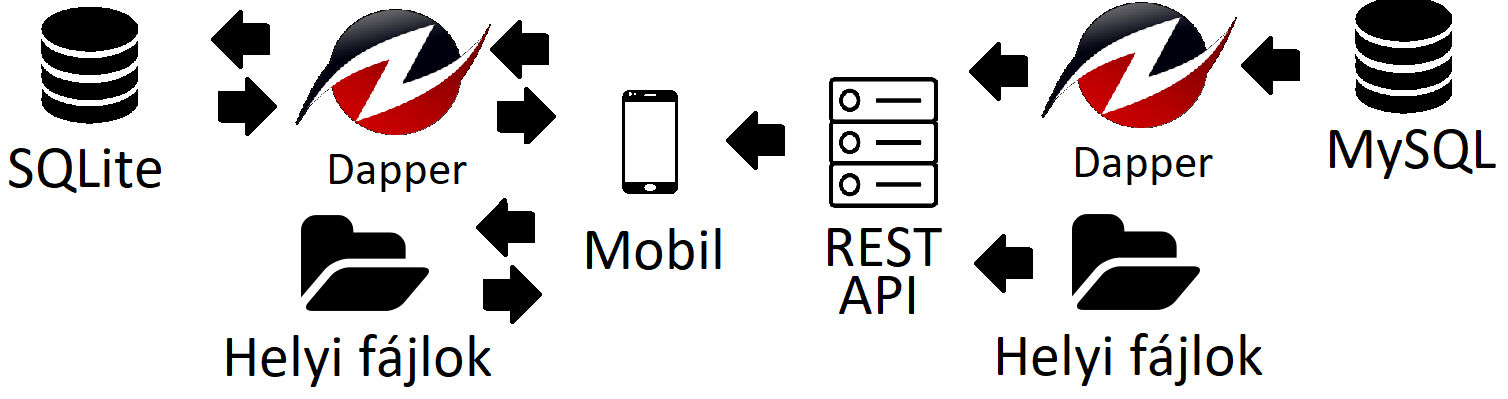 SQLite
Dapper
Mobil
Helyi fájlok
REST
API
Dapper
MySQL
Helyi fájlok